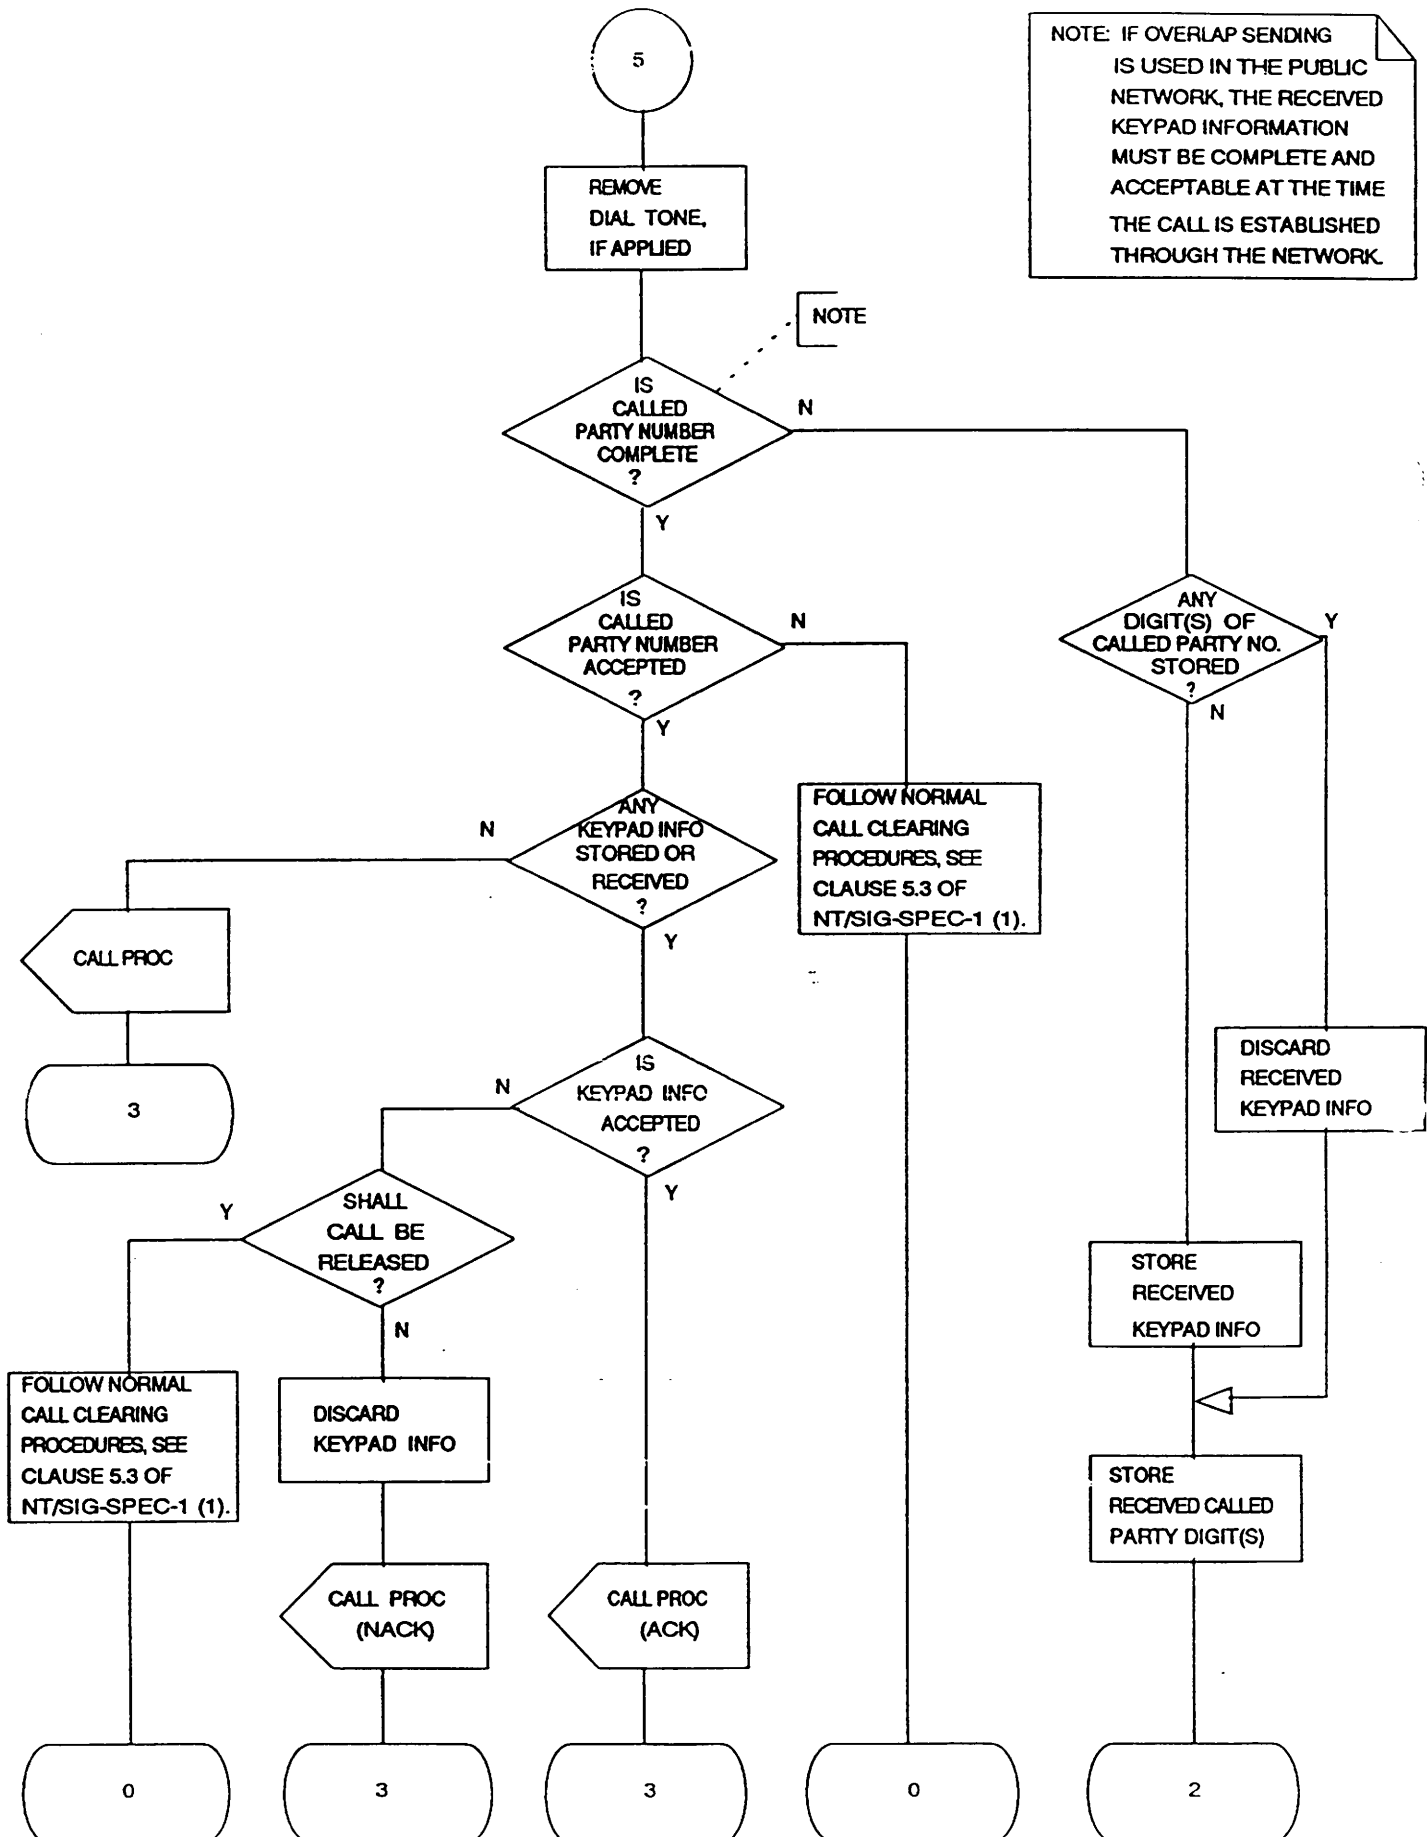 5
NOTE: IF OVERLAP SENDING
IS USED IN THE PUBLIC
NETWORK, THE RECEIVED
KEYPAD INFORMATION
MUST BE COMPLETE AND
ACCEPTABLE AT THE TIME
THE CALL IS ESTABLISHED
THROUGH THE NETWORK.
REMOVE
DIAL TONE,
IF APPLIED
NOTE
IS
CALLED
PARTY NUMBER
COMPLETE
?
N
Y
IS
CALLED
PARTY NUMBER
ACCEPTED
?
N
Y
ANY
DIGIT(S) OF
CALLED PARTY NO.
STORED
?
Y
N
ANY
KEYPAD INFO
STORED OR
RECEIVED
?
N
Y
FOLLOW NORMAL
CALL CLEARING
PROCEDURES, SEE
CLAUSE 5.3 OF
NT/SIG-SPEC-1 (1).
CALL PROC
3
IS
KEYPAD INFO
ACCEPTED
?
N
Y
DISCARD
RECEIVED
KEYPAD INFO
SHALL
CALL BE
RELEASED
?
Y
N
STORE
RECEIVED
KEYPAD INFO
FOLLOW NORMAL
CALL CLEARING
PROCEDURES, SEE
CLAUSE 5.3 OF
NT/SIG-SPEC-1 (1).
DISCARD
KEYPAD INFO
STORE
RECEIVED CALLED
PARTY DIGIT(S)
CALL PROC
(NACK)
CALL PROC
(ACK)
0
3
3
0
2